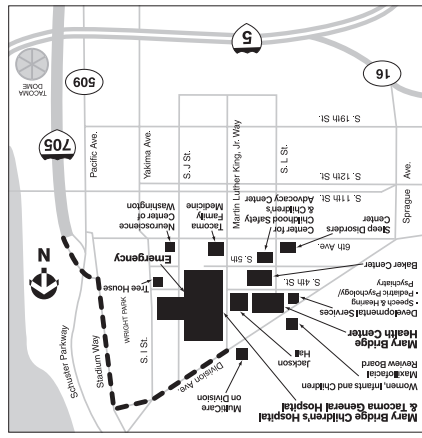 Mary Bridge Children's Hospital
& Tacoma General Hospital
MultiCare
on Division
Women, Infants and Children
Maxillofacial
Review Board
Jackson
Hall
Mary Bridge
Health Center
Developmental Services
• Speech & Hearing
• Pediatric Psychology/
Psychiatry
Baker Center
Sleep Disorders
Center
Center for
Childhood Safety
& Children's
Advocacy Center
Tacoma
Family
Medicine
Neuroscience
Center of
Washington
Emergency
Tree House
WRIGHT PARK
Division Ave.
Stadium Way
Schuster Parkway
N
S. I St.
S. 4th St.
S. 5th St.
6th Ave.
S. 11th St.
S. 12th St.
S. 19th St.
Sprague
Ave.
S. L St.
Martin Luther King, Jr. Way
S. J St.
Yakima Ave.
Pacific Ave.
705
509
5
16
TACOMA
DOME